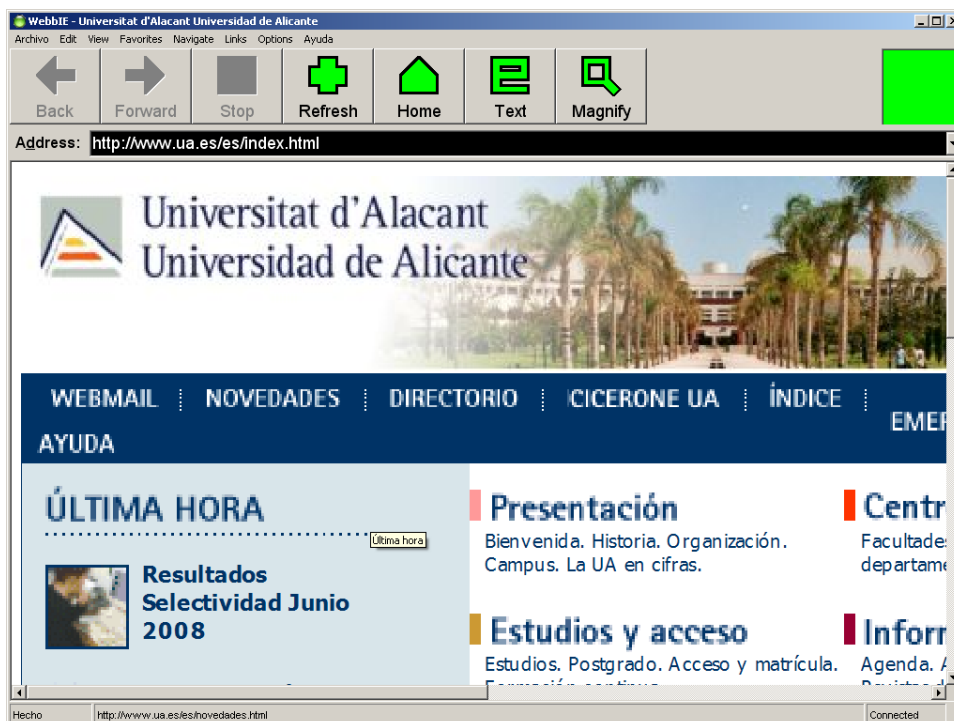 WebbIE - Universitat d'Alacant Universidad de Alicante
Archivo Edit View Favorites Navigate Links Options Ayuda
Back Forward Stop Refresh Home Text Magnify
Address: http://www.ua.es/es/index.html
Universitat d'Alacant
Universidad de Alicante
WEBMAIL NOVEDADES DIRECTORIO CICERONE UA ÍNDICE
EMER
AYUDA
ÚLTIMA HORA
Última hora
Resultados
Selectividad Junio
2008
Presentación
Bienvenida. Historia. Organización.
Campus. La UA en cifras.
Estudios y acceso
Estudios. Postgrado. Acceso y matrícula.
Centr
Facultades
departame
Inform
Agenda. A
Hecho http://www.ua.es/es/novedades.html Connected